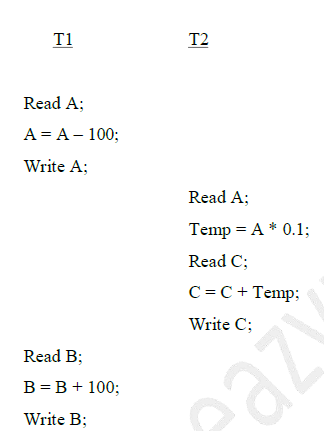 T1 T2
Read A;
A = A – 100;
Write A;
Read A;
Temp = A * 0.1;
Read C;
C = C + Temp;
Write C;
Read B;
B = B + 100;
Write B;